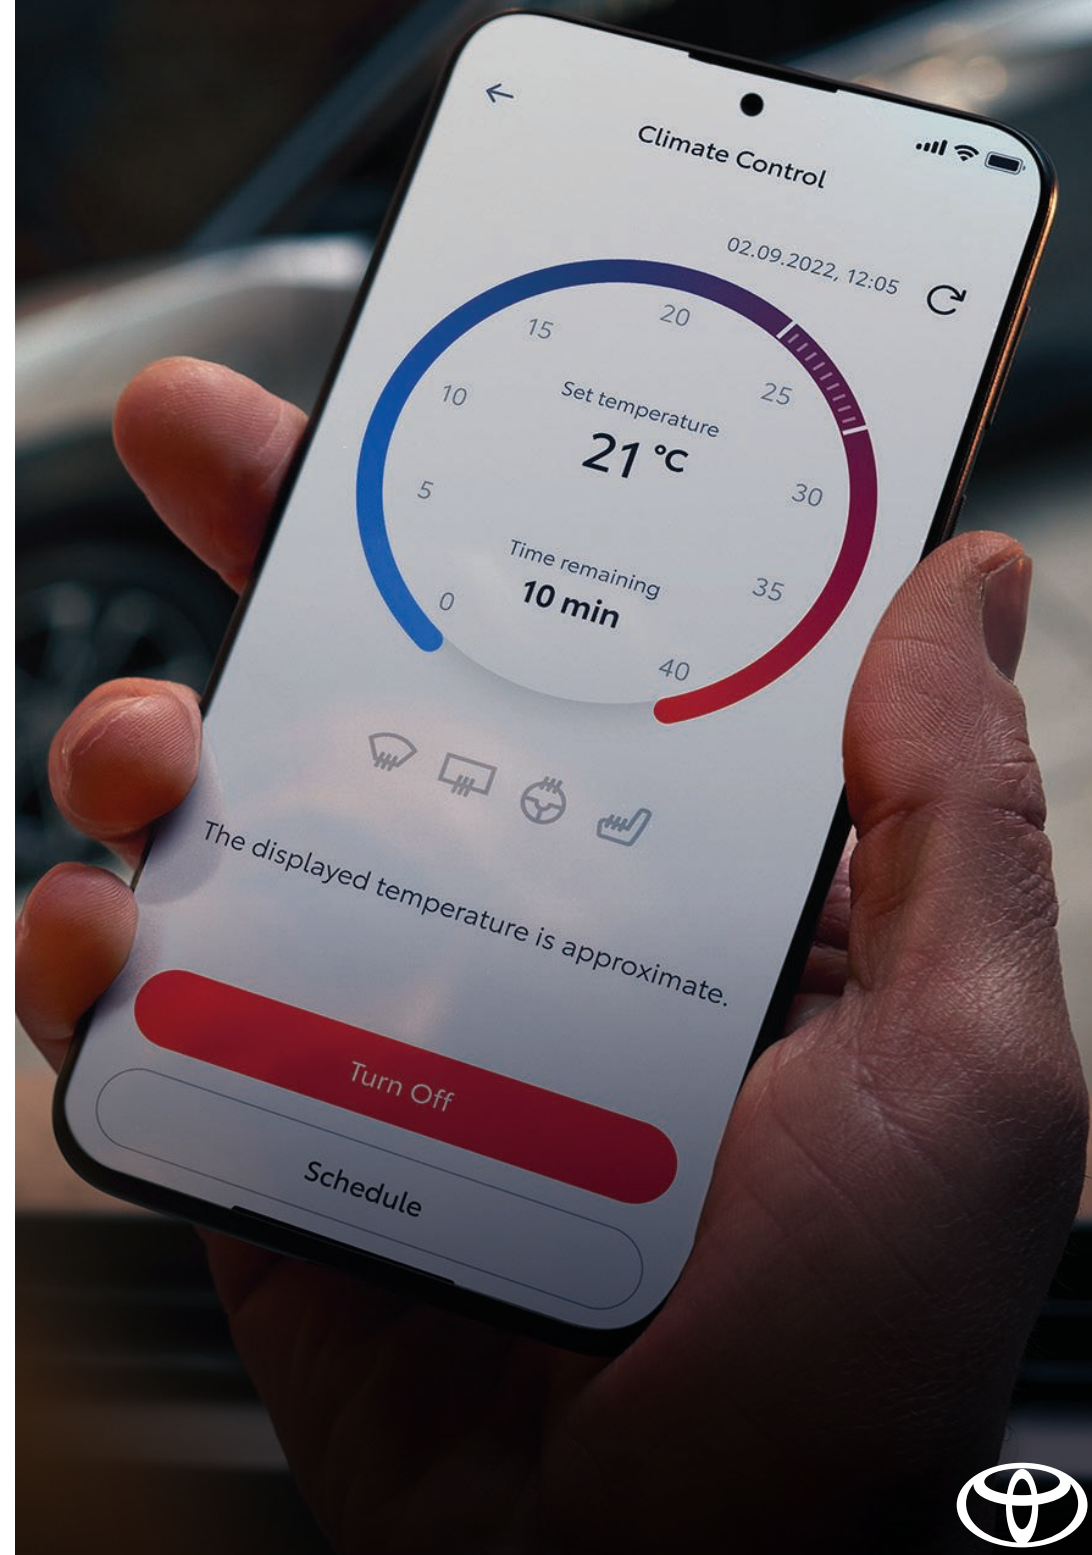 Climate Control
02.09.2022, 12:05
0
5
10
15
20
25
30
35
40
Set temperature
21 °C
Time remaining
10 min
The displayed temperature is approximate.
Turn Off
Schedule